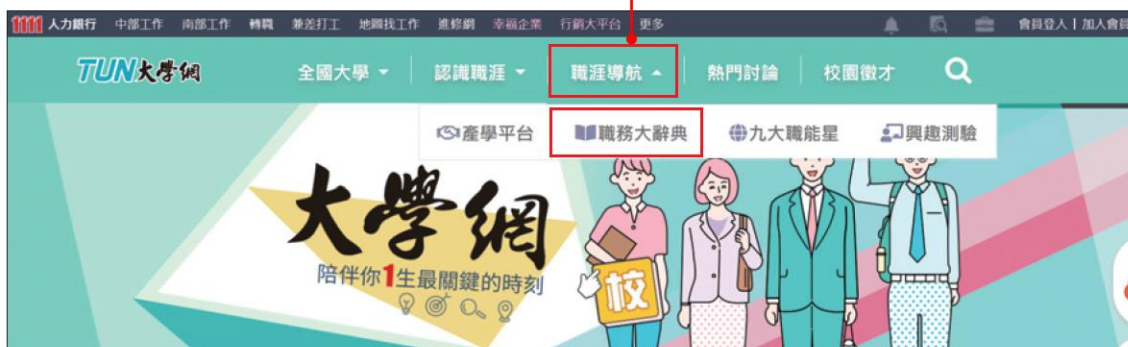 1111 人力銀行 中部工作 南部工作 轉職 兼差打工 地圖找工作 進修網 幸福企業 行銷大平台 更多 會員登入 | 加入會員
TUN大學網 全國大學 認識職涯 職涯導航 熱門討論 校園徵才
產學平台 職務大辭典 九大職能星 興趣測驗
大學網
陪伴你1生最關鍵的時刻
校